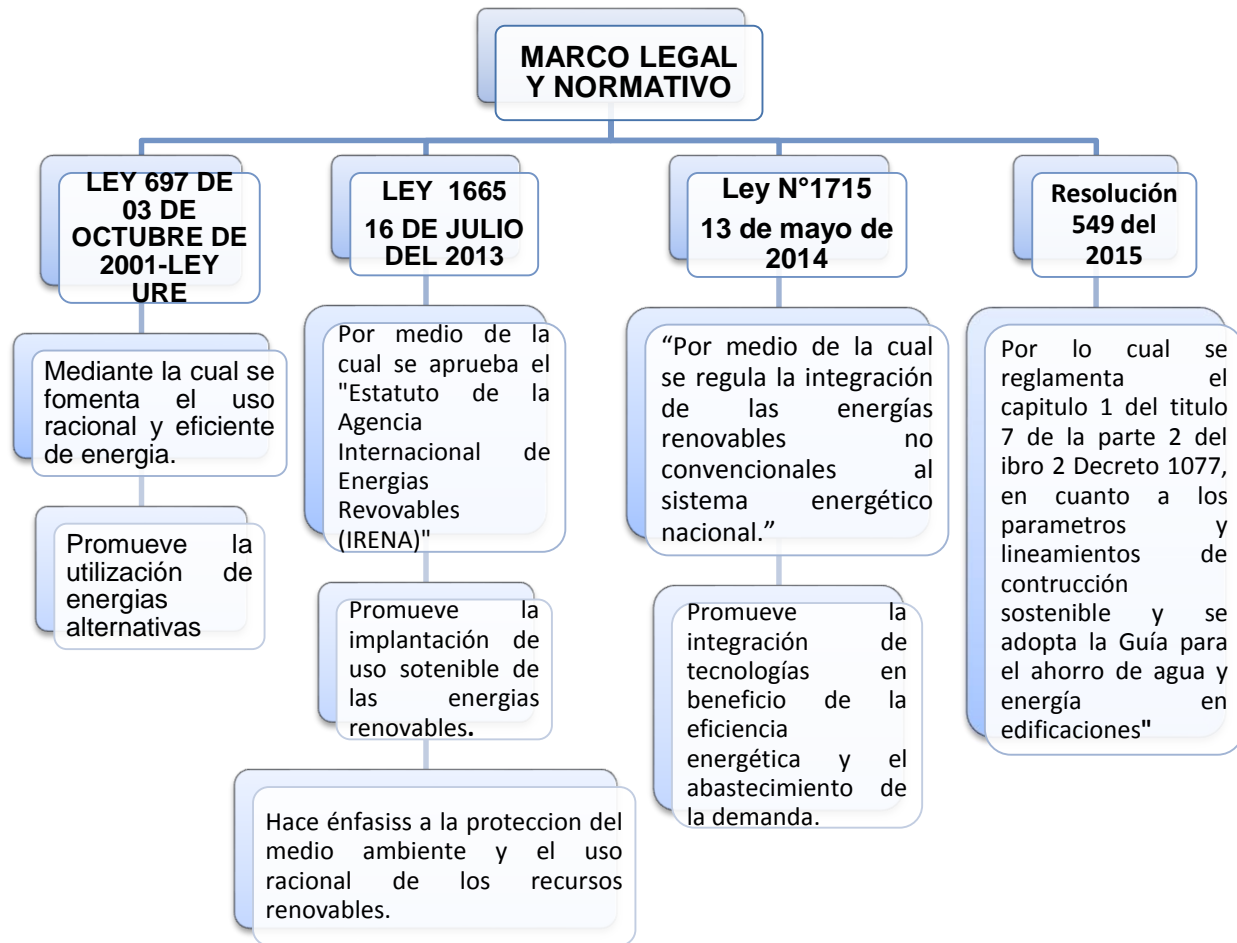 MARCO LEGAL
Y NORMATIVO
LEY 697 DE
03 DE
OCTUBRE DE
2001-LEY
URE
Mediante la cual se
fomenta el uso
racional y eficiente
de energia.
Promueve la
utilización de
energias
alternativas
LEY 1665
16 DE JULIO
DEL 2013
Por medio de la
cual se aprueba el
"Estatuto de la
Agencia
Internacional de
Energias
Revovables
(IRENA)"
Promueve la
implantación de
uso sotenible de
las energias
renovables.
Hace énfasiss a la proteccion del
medio ambiente y el uso
racional de los recursos
renovables.
Ley N°1715
13 de mayo de
2014
“Por medio de la cual
se regula la integración
de las energías
renovables no
convencionales al
sistema energético
nacional.”
Promueve la
integración de
tecnologías en
beneficio de la
eficiencia
energética y el
abastecimiento de
la demanda.
Resolución
549 del
2015
Por lo cual se
reglamenta el
capitulo 1 del titulo
7 de la parte 2 del
ibro 2 Decreto 1077,
en cuanto a los
parametros y
lineamientos de
contrucción
sostenible y se
adopta la Guía para
el ahorro de agua y
energía en
edificaciones"